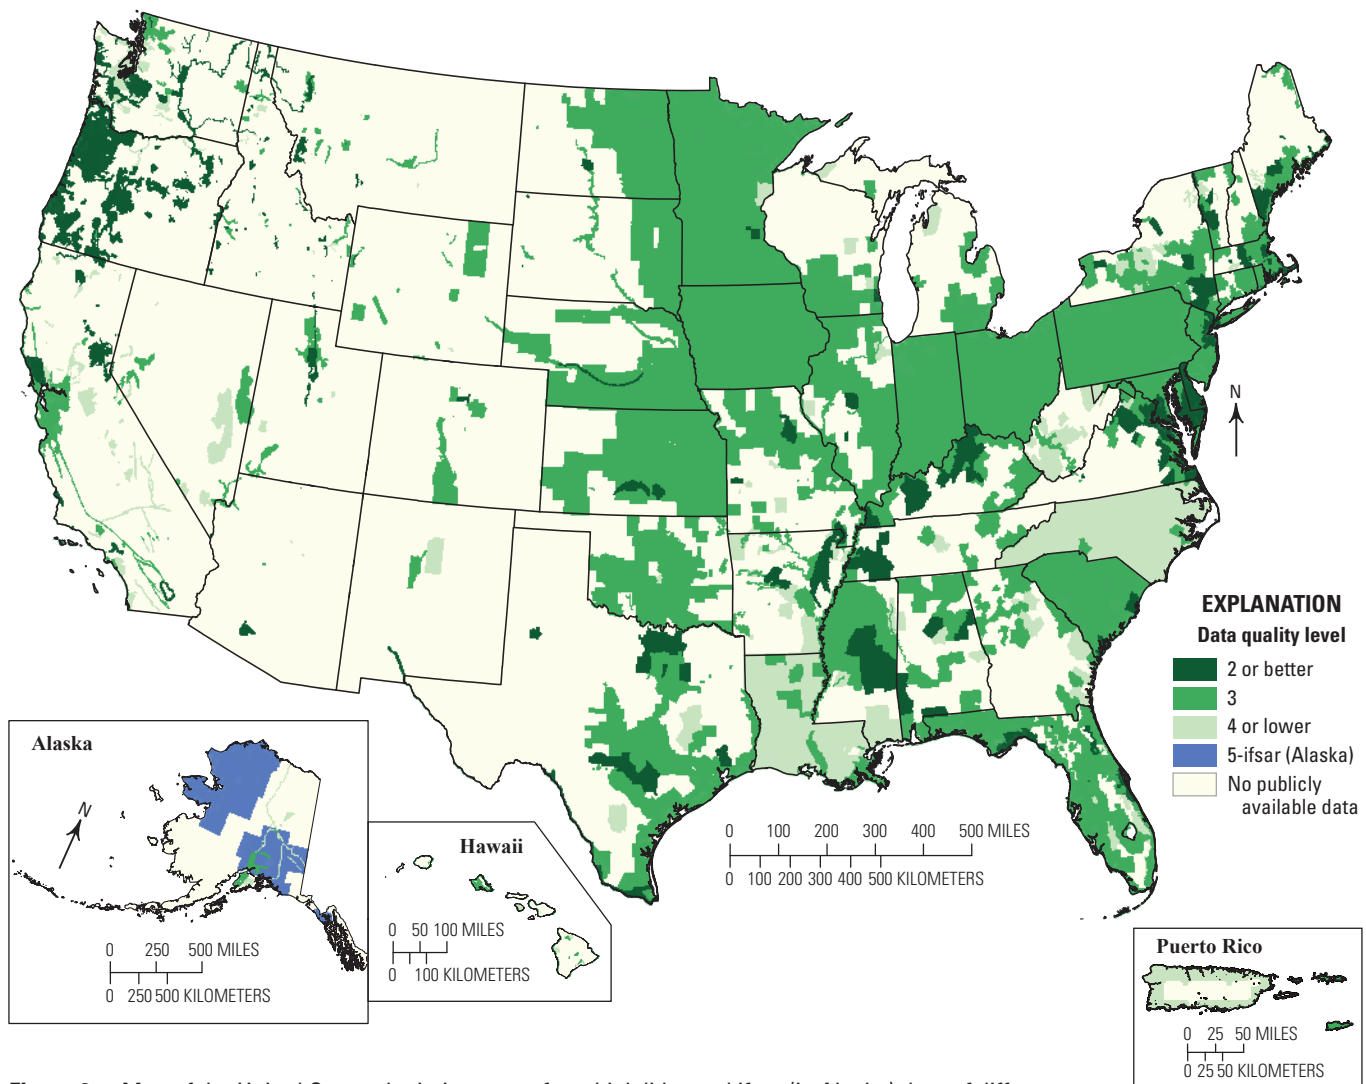 N
EXPLANATION
Data quality level
2 or better
3
4 or lower
5-ifsar (Alaska)
No publicly
available data
Alaska
N
0 250 500 MILES
0 250 500 KILOMETERS
Hawaii
0 50 100 MILES
0 100 KILOMETERS
0 100 200 300 400 500 MILES
0 100 200 300 400 500 KILOMETERS
Puerto Rico
0 25 50 MILES
0 25 50 KILOMETERS